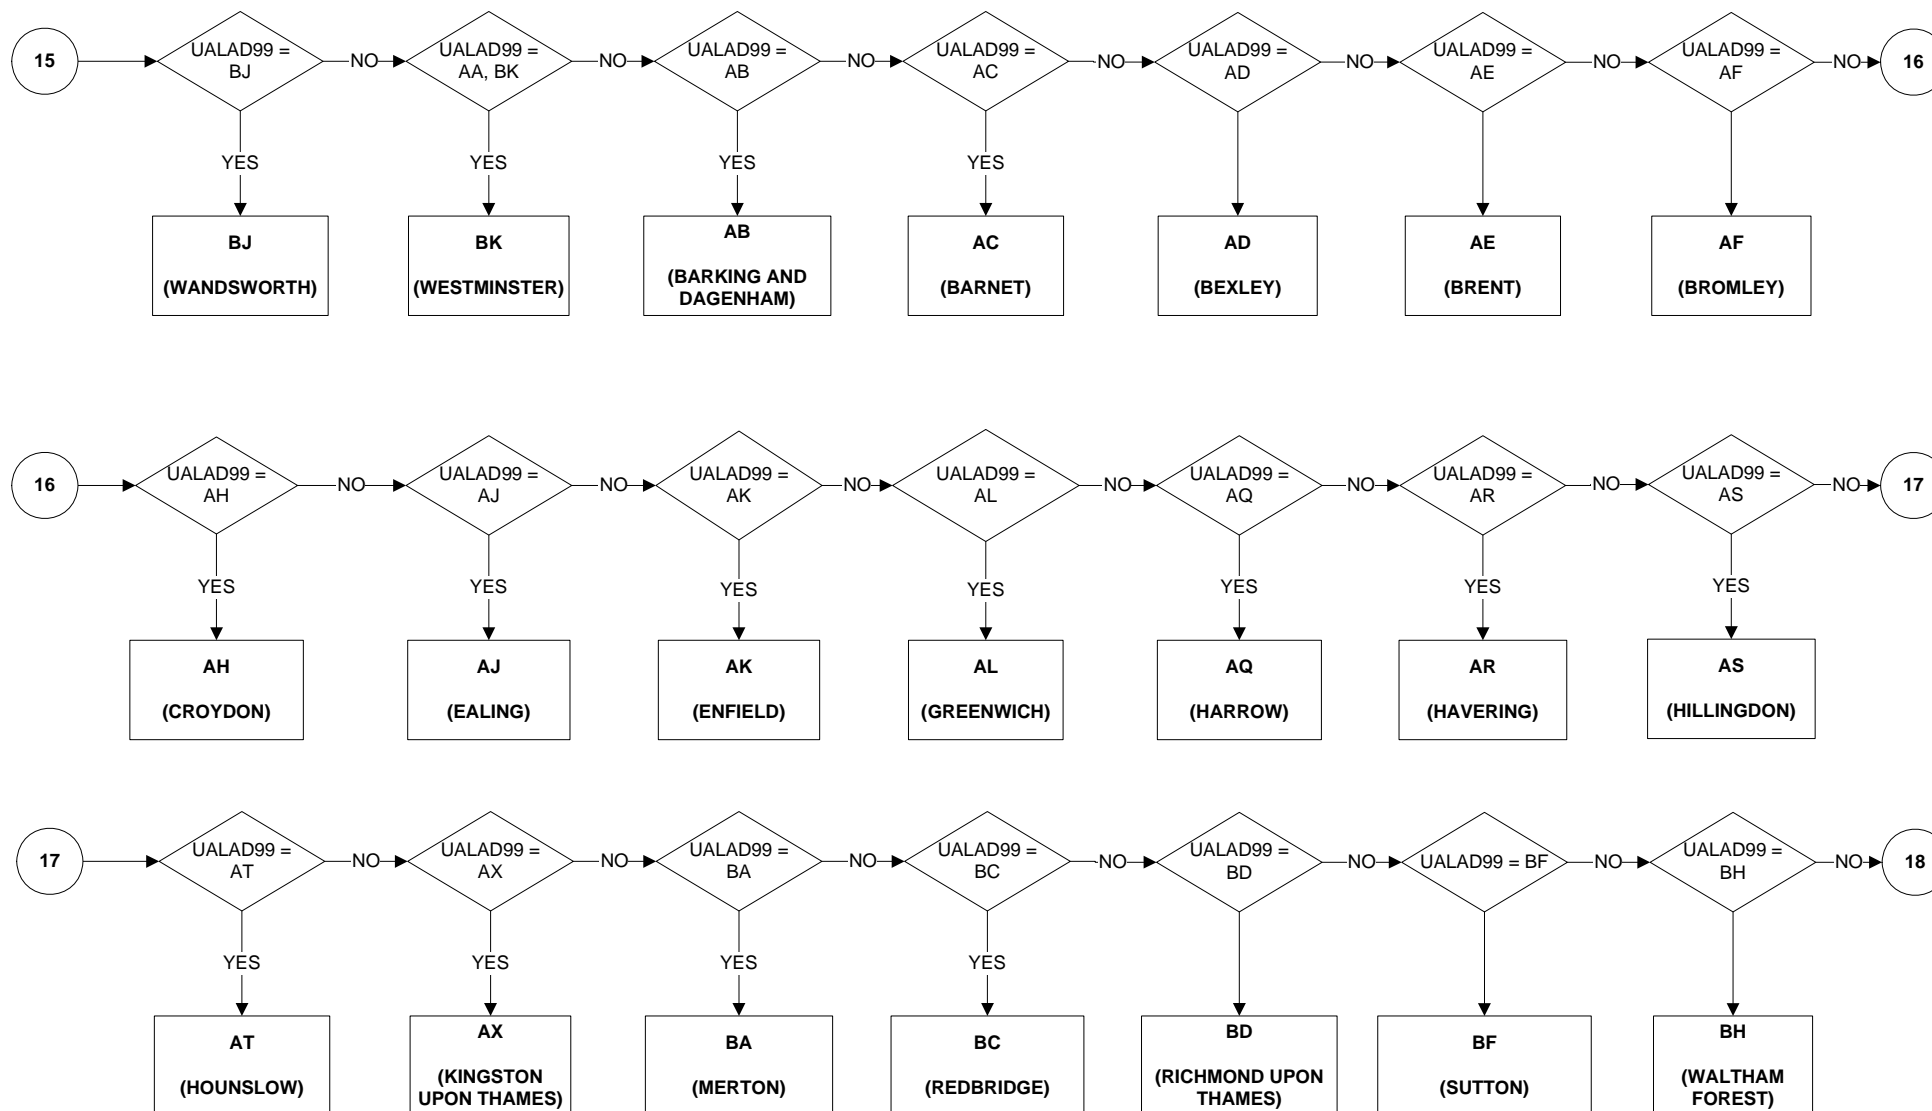 15
UALAD99 =
BJ
NO
UALAD99 =
AA, BK
NO
UALAD99 =
AB
NO
UALAD99 =
AC
NO
UALAD99 =
AD
NO
UALAD99 =
AE
NO
UALAD99 =
AF
NO
16
YES
YES
YES
YES
BJ
(WANDSWORTH)
BK
(WESTMINSTER)
AB
(BARKING AND
DAGENHAM)
AC
(BARNET)
AD
(BEXLEY)
AE
(BRENT)
AF
(BROMLEY)
16
UALAD99 =
AH
NO
UALAD99 =
AJ
NO
UALAD99 =
AK
NO
UALAD99 =
AL
NO
UALAD99 =
AQ
NO
UALAD99 =
AR
NO
UALAD99 =
AS
NO
17
YES
YES
YES
YES
YES
YES
YES
AH
(CROYDON)
AJ
(EALING)
AK
(ENFIELD)
AL
(GREENWICH)
AQ
(HARROW)
AR
(HAVERING)
AS
(HILLINGDON)
17
UALAD99 =
AT
NO
UALAD99 =
AX
NO
UALAD99 =
BA
NO
UALAD99 =
BC
NO
UALAD99 =
BD
NO
UALAD99 = BF
NO
UALAD99 =
BH
NO
18
YES
YES
YES
YES
AT
(HOUNSLOW)
AX
(KINGSTON
UPON THAMES)
BA
(MERTON)
BC
(REDBRIDGE)
BD
(RICHMOND UPON
THAMES)
BF
(SUTTON)
BH
(WALTHAM
FOREST)